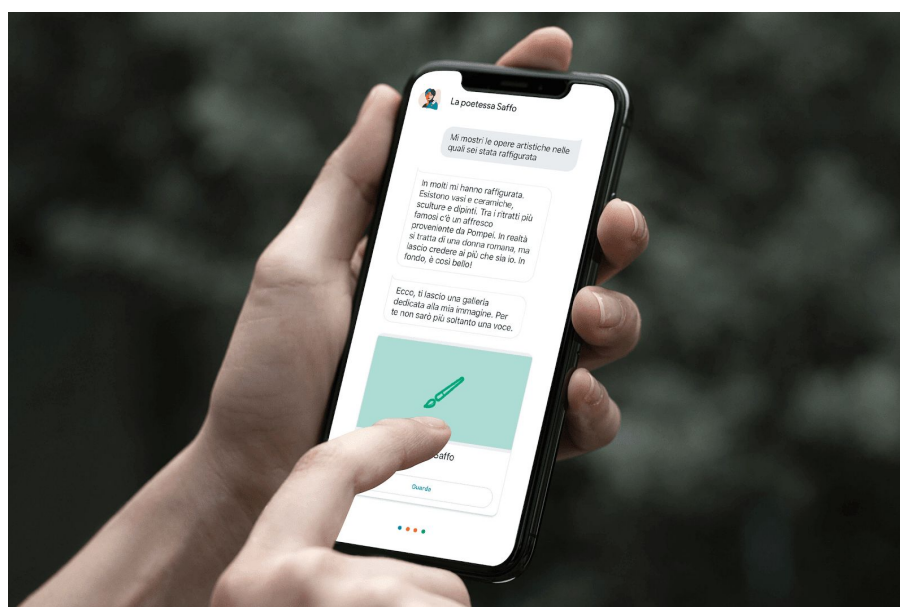 La poetessa Saffo
Mi mostri le opere artistiche nelle
quali sei stata raffigurata
In molti mi hanno raffigurata.
Esistono vasi e ceramiche,
sculture e dipinti. Tra i ritratti più
famosi c'è un affresco
proveniente da Pompei. In realtà
si tratta di una donna romana, ma
lascio credere ai più che sia io. In
fondo, è così bello!
Ecco, ti lascio una galleria
dedicata alla mia immagine. Per
te non sarò più soltanto una voce.
Saffo
Guarda